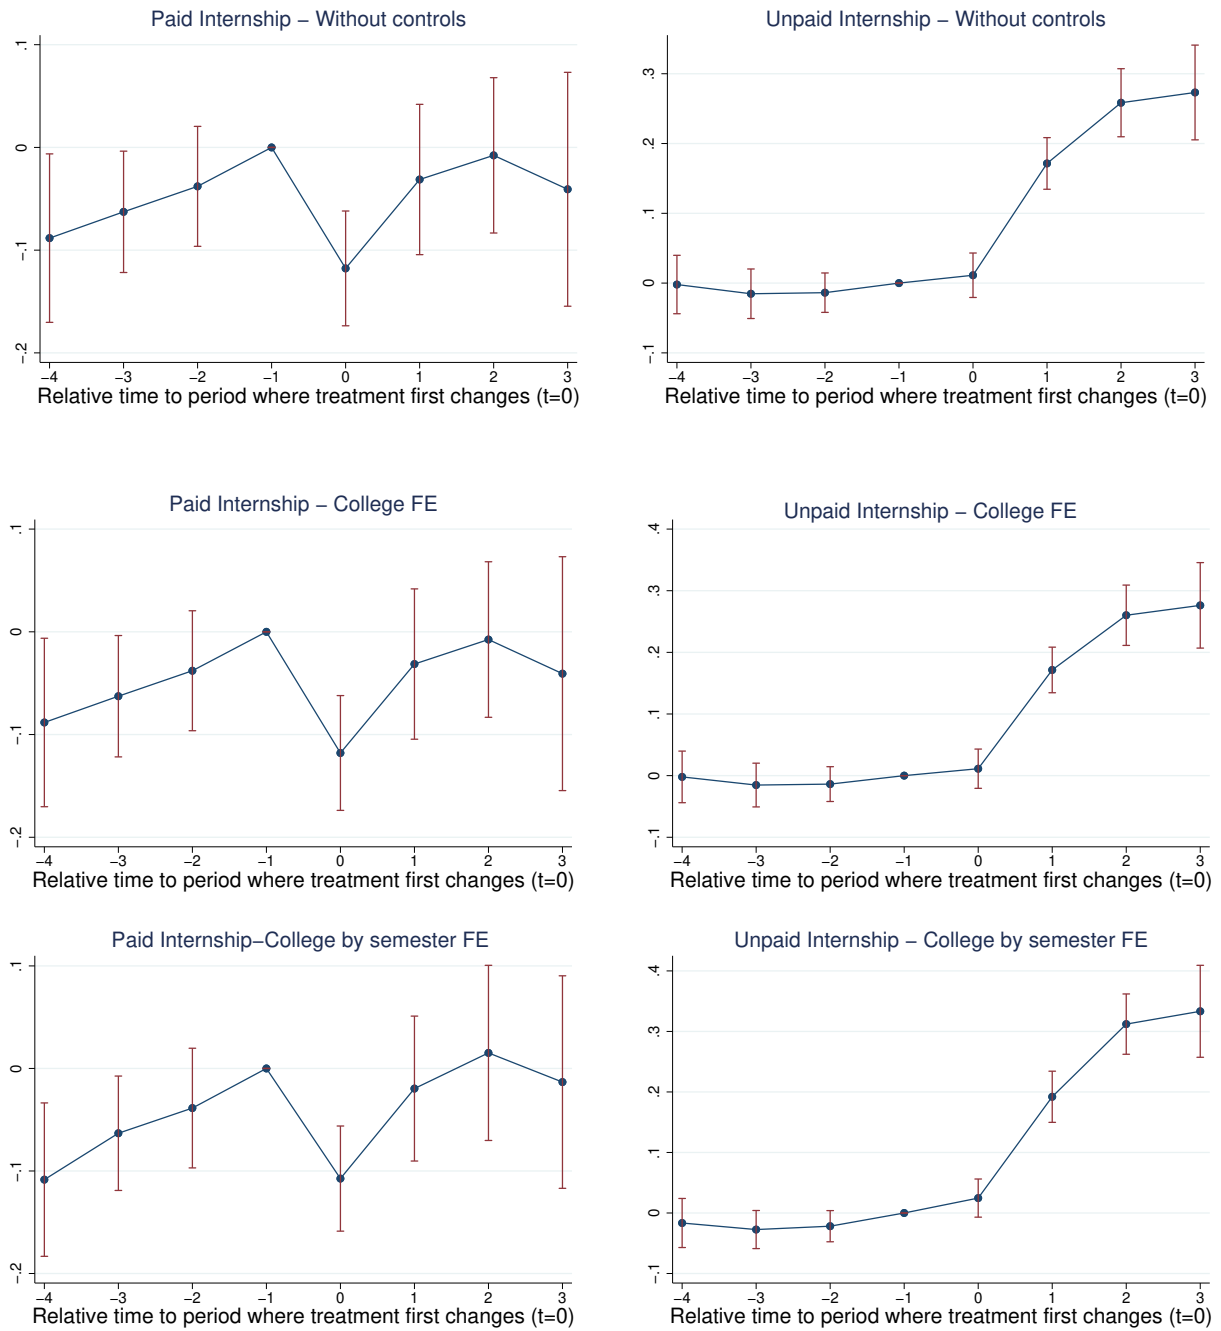 Paid Internship − Without controls
.1
0
−.1
−.2
−4 −3 −2 −1 0 1 2 3
Relative time to period where treatment first changes (t=0)
Unpaid Internship − Without controls
.3
.2
.1
0
−.1
−4 −3 −2 −1 0 1 2 3
Relative time to period where treatment first changes (t=0)
Paid Internship − College FE
.1
0
−.1
−.2
−4 −3 −2 −1 0 1 2 3
Relative time to period where treatment first changes (t=0)
Unpaid Internship − College FE
.4
.3
.2
.1
0
−.1
−4 −3 −2 −1 0 1 2 3
Relative time to period where treatment first changes (t=0)
Paid Internship−College by semester FE
.1
0
−.1
−.2
−4 −3 −2 −1 0 1 2 3
Relative time to period where treatment first changes (t=0)
Unpaid Internship − College by semester FE
.4
.3
.2
.1
0
−.1
−4 −3 −2 −1 0 1 2 3
Relative time to period where treatment first changes (t=0)